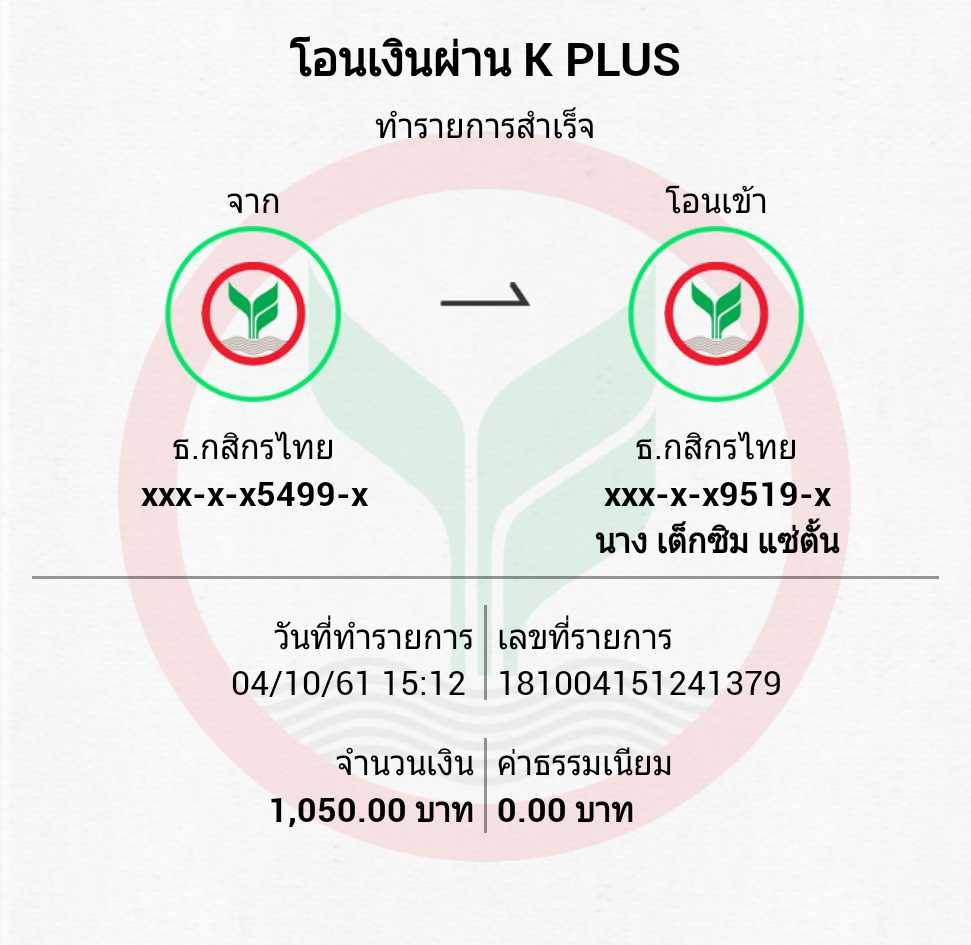 โอนเงินผ่าน K PLUS
ทำรายการสำเร็จ
จาก
โอนเข้า
ธ.กสิกรไทย
xxx-x-x5499-x
ธ.กสิกรไทย
xxx-x-x9519-x
นาง เต็กซิม แซ่ตั้น
วันที่ทำรายการ
04/10/61 15:12
เลขที่รายการ
181004151241379
จำนวนเงิน
1,050.00 บาท
ค่าธรรมเนียม
0.00 บาท